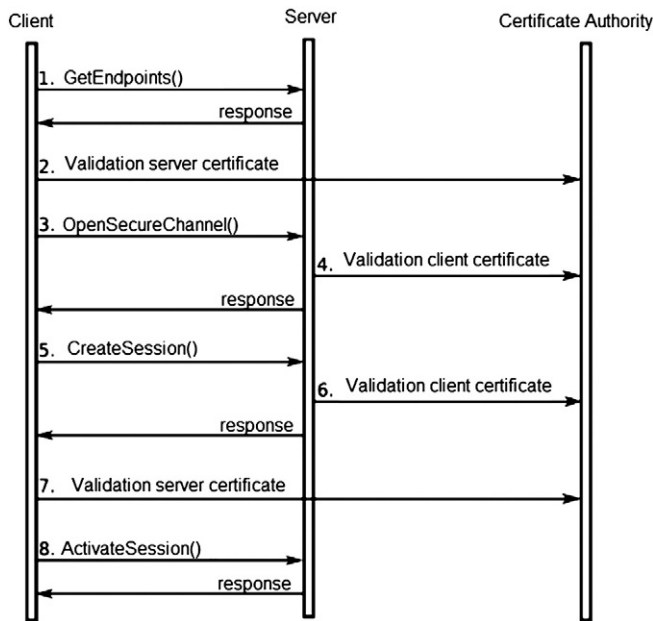 Client
Server
Certificate Authority
1. GetEndpoints()
response
2. Validation server certificate
3. OpenSecureChannel()
4. Validation client certificate
response
5. CreateSession()
6. Validation client certificate
response
7. Validation server certificate
8. ActivateSession()
response